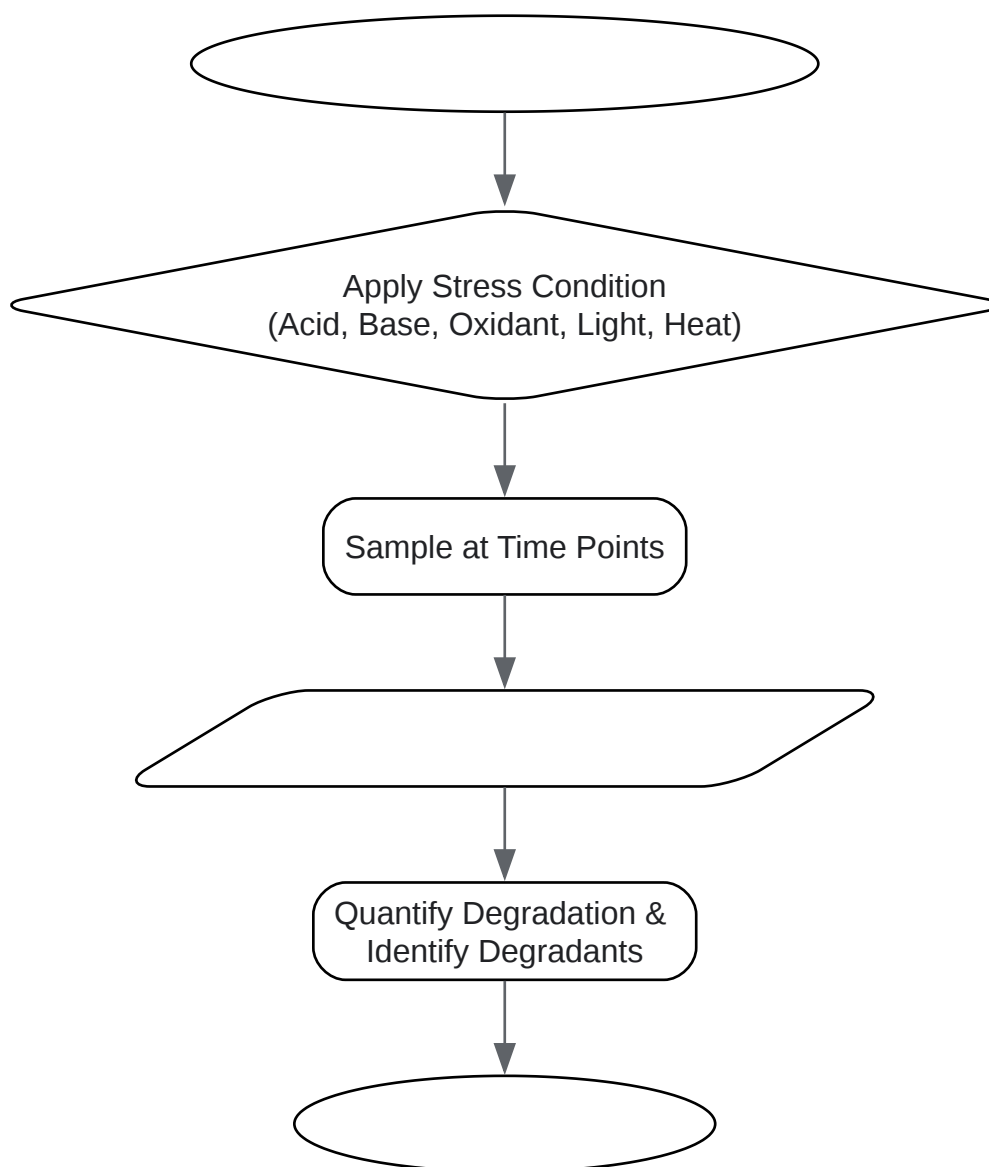 Apply Stress Condition
(Acid, Base, Oxidant, Light, Heat)
Sample at Time Points
Quantify Degradation &
Identify Degradants